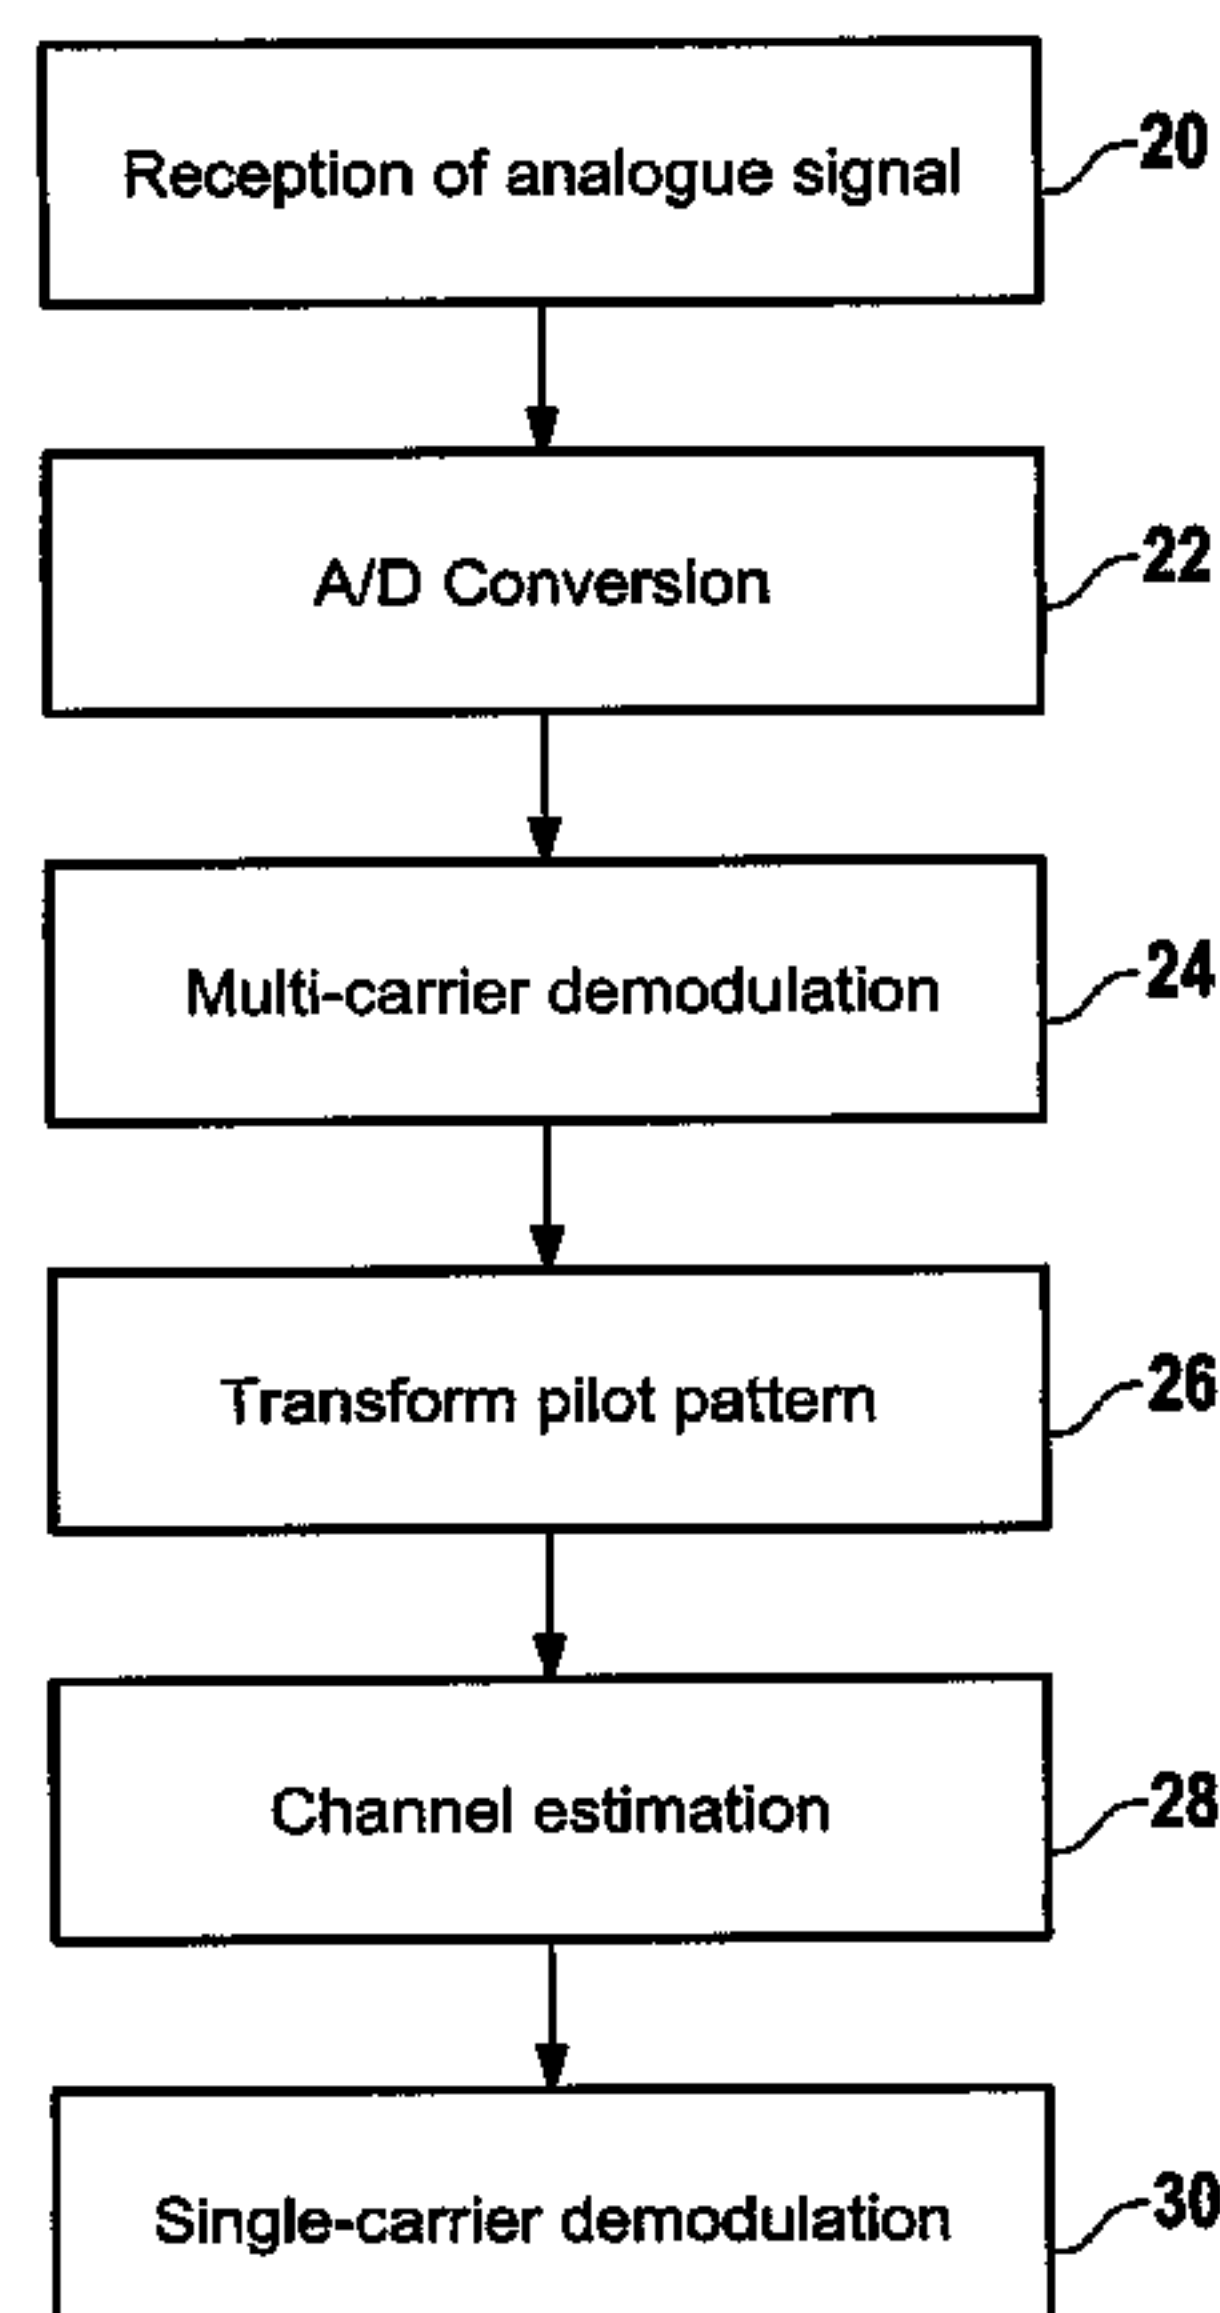 Reception of analogue signal
20
A/D Conversion
22
Multi-carrier demodulation
24
Transform pilot pattern
26
Channel estimation
28
Single-carrier demodulation
30